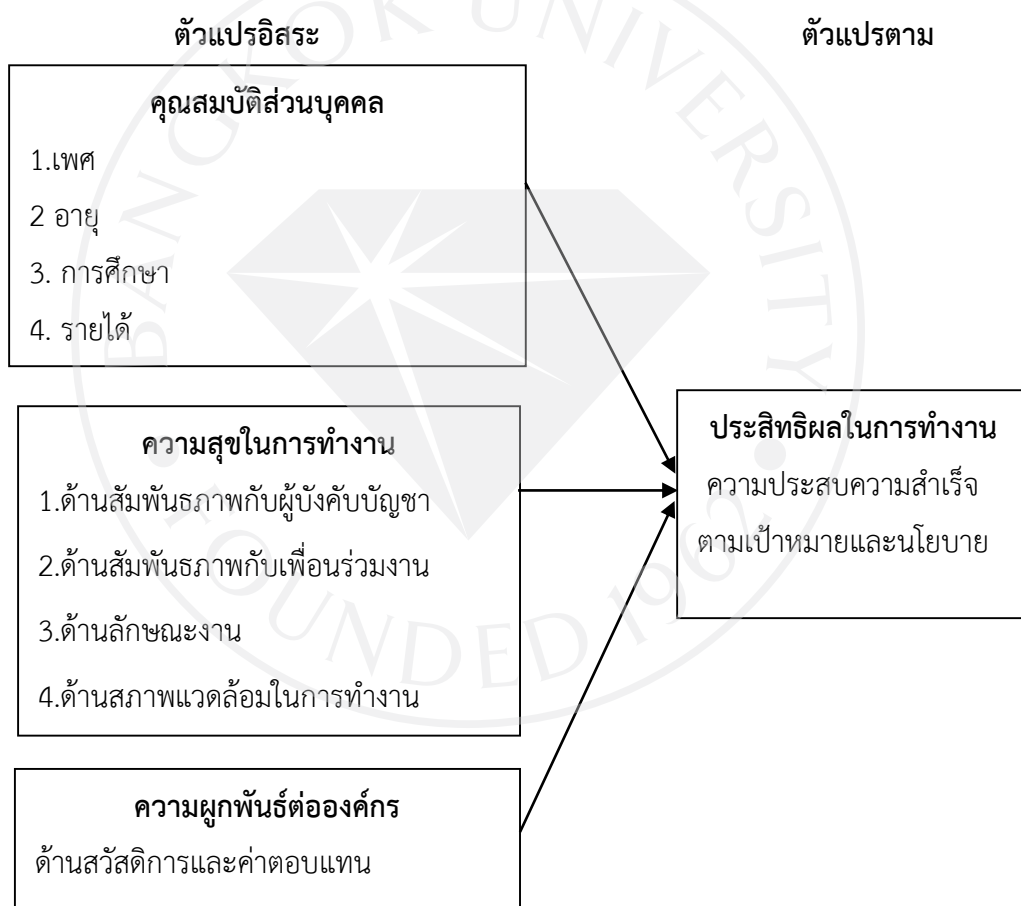 BANGKOK UNIVERSITY
FOUNDED 1962
ตัวแปรอิสระ
ตัวแปรตาม
คุณสมบัติส่วนบุคคล
1.เพศ
2 อายุ
3. การศึกษา
4. รายได้
ความสุขในการทำงาน
1.ด้านสัมพันธภาพกับผู้บังคับบัญชา
2.ด้านสัมพันธภาพกับเพื่อนร่วมงาน
3.ด้านลักษณะงาน
4.ด้านสภาพแวดล้อมในการทำงาน
ความผูกพันธ์ต่อองค์กร
ด้านสวัสดิการและค่าตอบแทน
ประสิทธิผลในการทำงาน
ความประสบความสำเร็จ
ตามเป้าหมายและนโยบาย